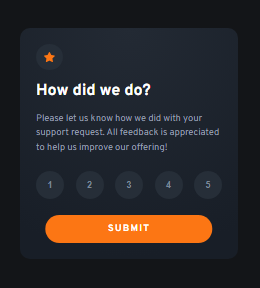 How did we do?
Please let us know how we did with your
support request. All feedback is appreciated
to help us improve our offering!
1 2 3 4 5
SUBMIT